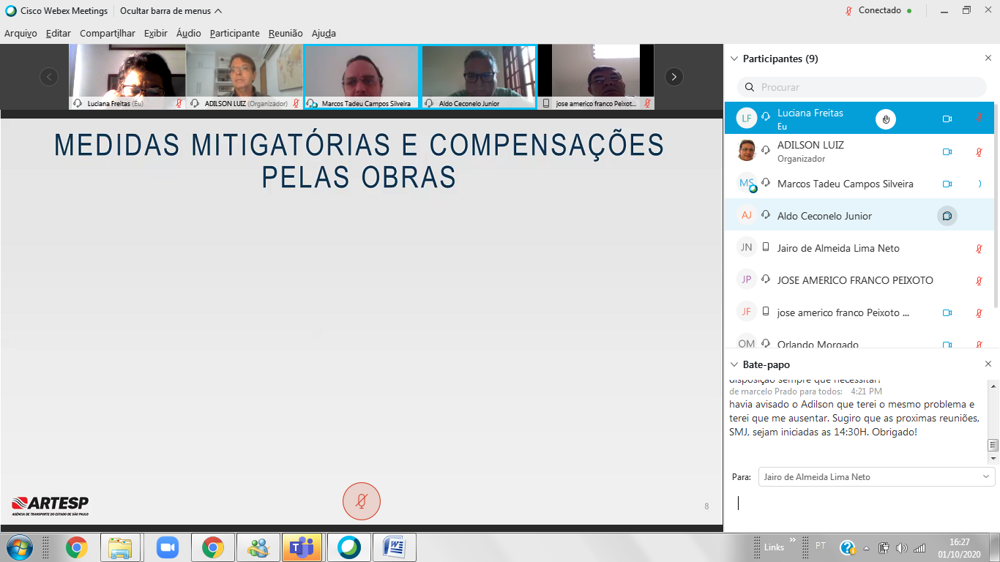 Cisco Webex Meetings
Ocultar barra de menus
Conectado
Arquivo Editar Compartilhar Exibir Áudio Participante Reunião Ajuda
Luciana Freitas (Eu)
ADILSON LUIZ (Organizador)
Marcos Tadeu Campos Silveira
Aldo Ceconelo Junior
jose americo franco Peixot...
MEDIDAS MITIGATÓRIAS E COMPENSAÇÕES
PELAS OBRAS
ARTESP
AGÊNCIA DE TRANSPORTE DO ESTADO DE SÃO PAULO
8
Participantes (9)
Procurar
LF Luciana Freitas
Eu
ADILSON LUIZ
Organizador
MS Marcos Tadeu Campos Silveira
AJ Aldo Ceconelo Junior
JN Jairo de Almeida Lima Neto
JP JOSE AMERICO FRANCO PEIXOTO
JF jose americo franco Peixoto ...
OM Orlando Morgado
Bate-papo
disposição sempre que necessitar!
de marcelo Prado para todos: 4:21 PM
havia avisado o Adilson que terei o mesmo problema e
terei que me ausentar. Sugiro que as proximas reuniões,
SMJ, sejam iniciadas as 14:30H. Obrigado!
Para: Jairo de Almeida Lima Neto
Links
PT
16:27
01/10/2020